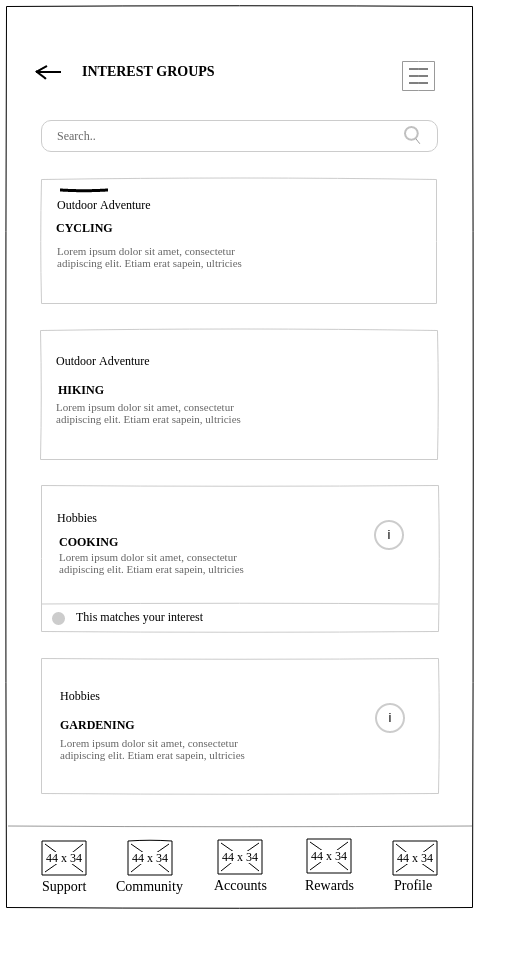 INTEREST GROUPS
Search..
Outdoor Adventure
CYCLING
Lorem ipsum dolor sit amet, consectetur
adipiscing elit. Etiam erat sapein, ultricies
Outdoor Adventure
HIKING
Lorem ipsum dolor sit amet, consectetur
adipiscing elit. Etiam erat sapein, ultricies
Hobbies
i
COOKING
Lorem ipsum dolor sit amet, consectetur
adipiscing elit. Etiam erat sapein, ultricies
This matches your interest
Hobbies
i
GARDENING
Lorem ipsum dolor sit amet, consectetur
adipiscing elit. Etiam erat sapein, ultricies
44 x 34 44 x 34 44 x 34 44 x 34 44 x 34
Support Community Accounts Rewards Profile